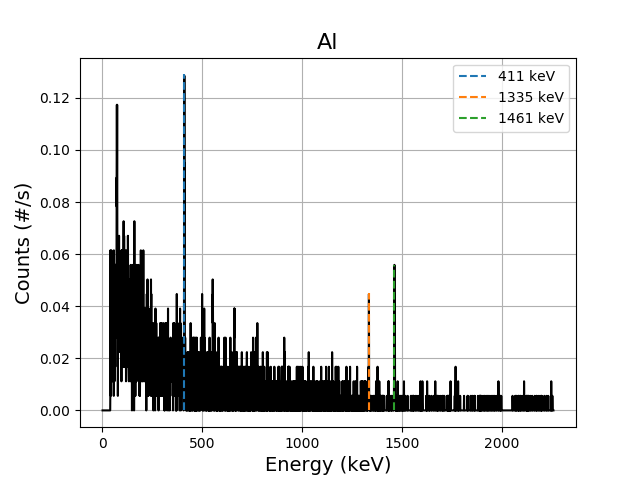 Al
411 keV
1335 keV
1461 keV
Counts (#/s)
0.12
0.10
0.08
0.06
0.04
0.02
0.00
0 500 1000 1500 2000
Energy (keV)